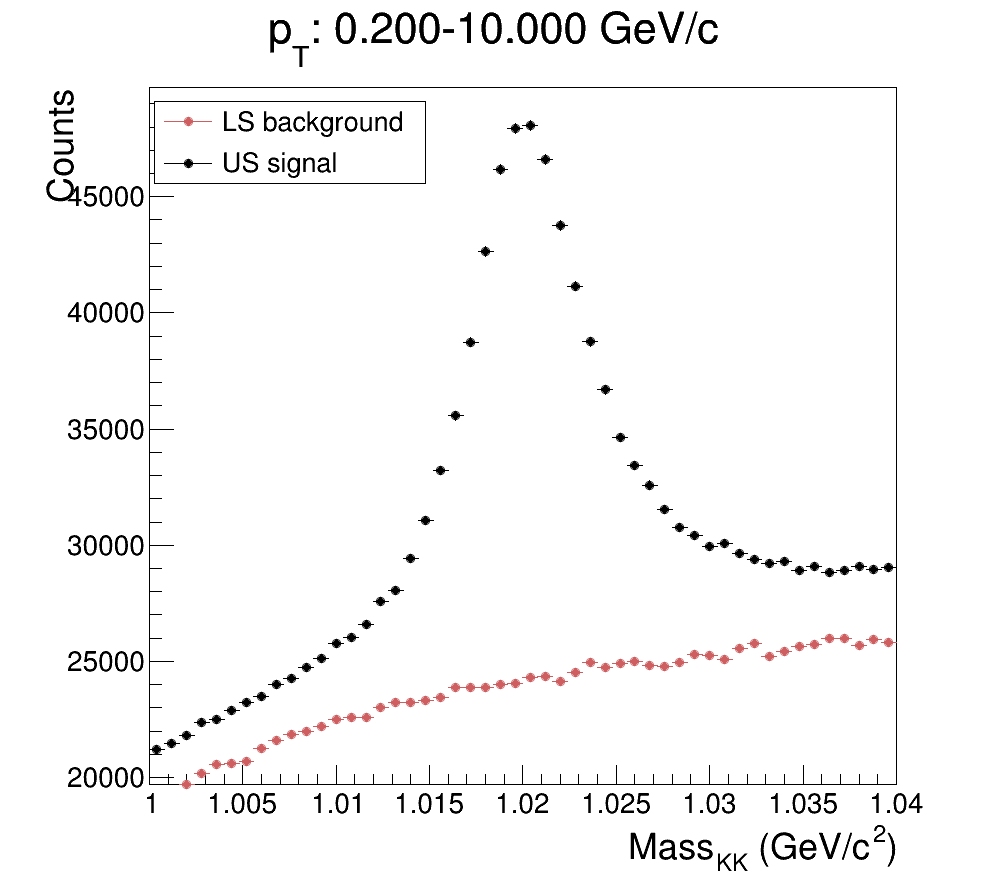 p_T: 0.200-10.000 GeV/c
Counts
LS background
US signal
45000
40000
35000
30000
25000
20000
1 1.005 1.01 1.015 1.02 1.025 1.03 1.035 1.04
Mass_KK (GeV/c²)